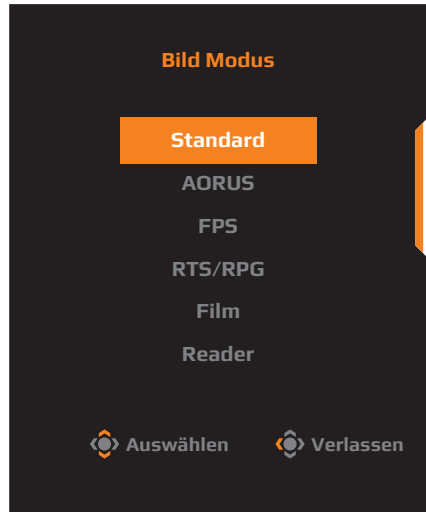 Bild Modus
Standard
AORUS
FPS
RTS/RPG
Film
Reader
Auswählen Verlassen